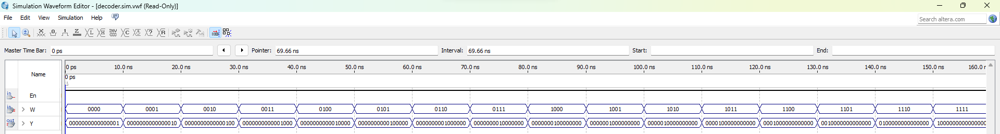 Simulation Waveform Editor - [decoder.sim.vwf (Read-Only)]
File Edit View Simulation Help
Search altera.com
Master Time Bar: 0 ps Pointer: 69.66 ns Interval: 69.66 ns Start: End:
Name
0 ps 10.0 ns 20.0 ns 30.0 ns 40.0 ns 50.0 ns 60.0 ns 70.0 ns 80.0 ns 90.0 ns 100.0 ns 110.0 ns 120.0 ns 130.0 ns 140.0 ns 150.0 ns 160.0 n
0 ps
in En
in W 0000 0001 0010 0011 0100 0101 0110 0111 1000 1001 1010 1011 1100 1101 1110 1111
out Y 0000000000000001 0000000000000010 0000000000000100 0000000000001000 0000000000010000 0000000000100000 0000000001000000 0000000010000000 0000000100000000 0000001000000000 0000010000000000 0000100000000000 0001000000000000 0010000000000000 0100000000000000 1000000000000000